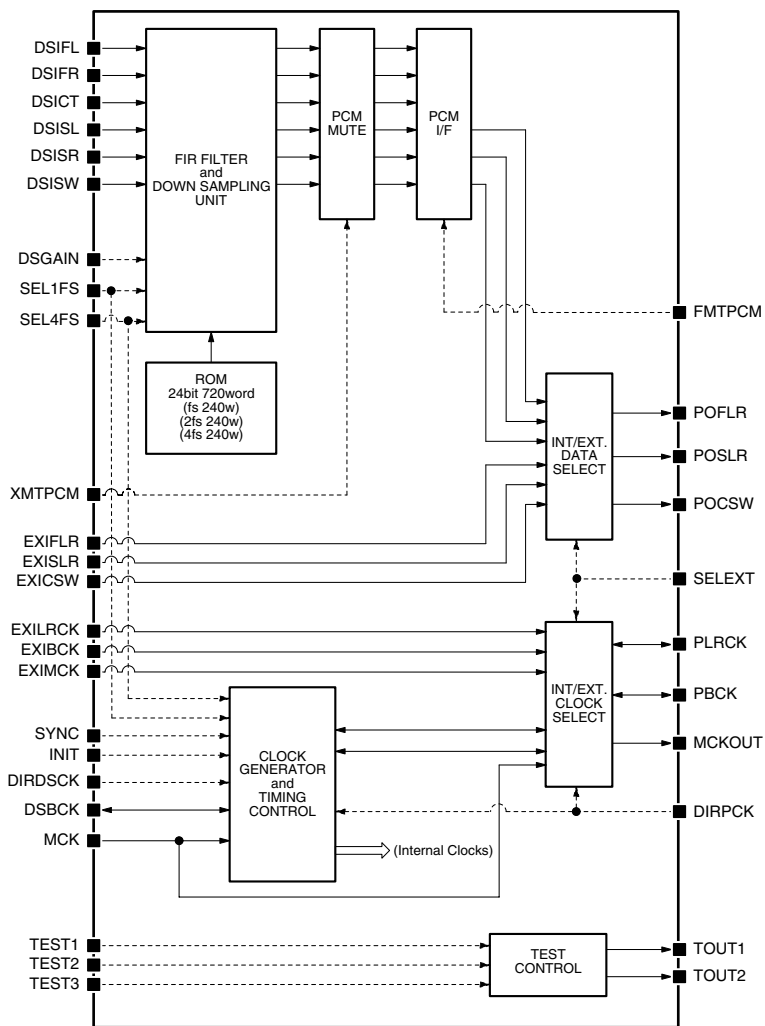 DSIFL
DSIFR
DSICT
DSISL
DSISR
DSISW
DSGAIN
SEL1FS
SEL4FS
FIR FILTER
and
DOWN SAMPLING
UNIT
PCM
MUTE
PCM
I/F
ROM
24bit 720word
(fs 240w)
(2fs 240w)
(4fs 240w)
FMTPCM
XMTPCM
EXIFLR
EXISLR
EXICSW
INT/EXT.
DATA
SELECT
POFLR
POSLR
POCSW
SELEXT
EXILRCK
EXIBCK
EXIMCK
INT/EXT.
CLOCK
SELECT
PLRCK
PBCK
MCKOUT
SYNC
INIT
DIRDSCK
DSBCK
MCK
CLOCK
GENERATOR
and
TIMING
CONTROL
(Internal Clocks)
DIRPCK
TEST1
TEST2
TEST3
TEST
CONTROL
TOUT1
TOUT2